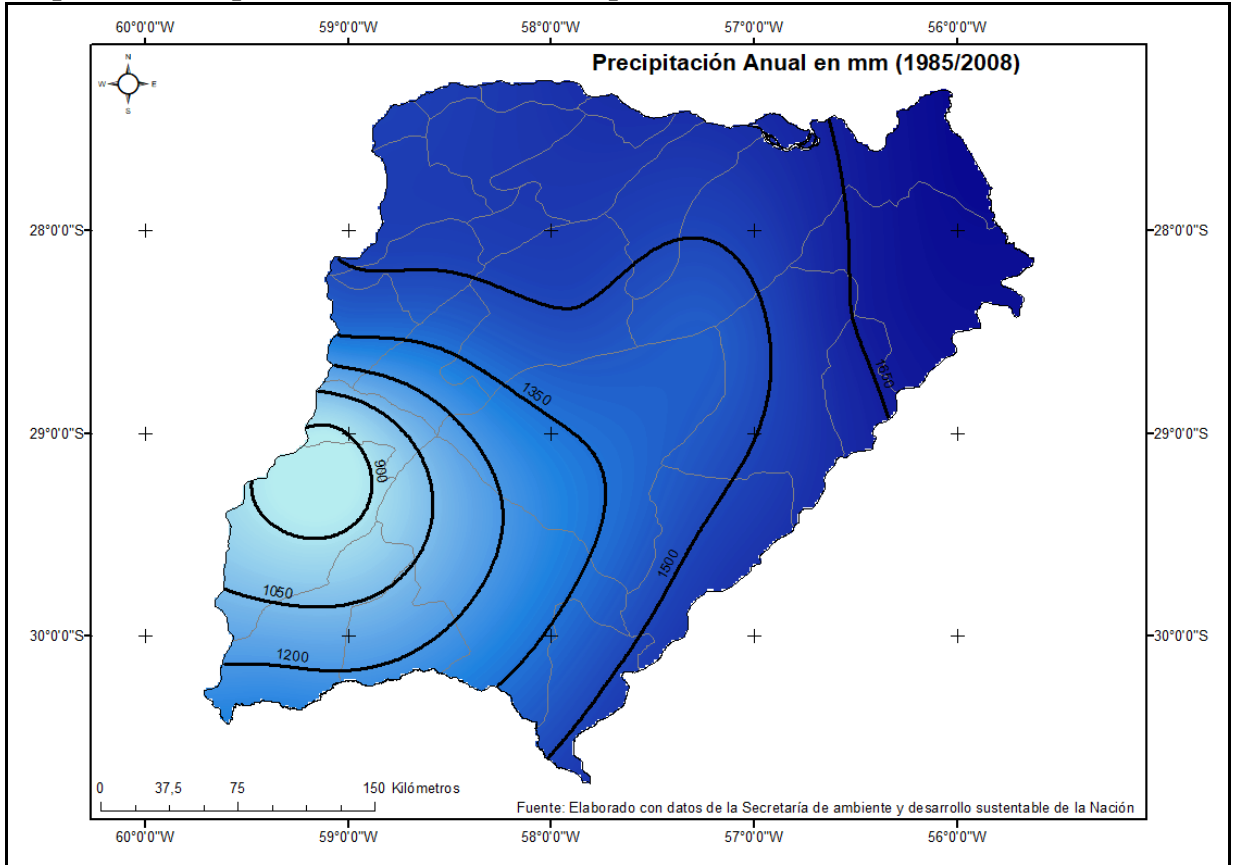 60°0'0"W 59°0'0"W 58°0'0"W 57°0'0"W 56°0'0"W
Precipitación Anual en mm (1985/2008)
N
W E
S
28°0'0"S 28°0'0"S
1650
1350
29°0'0"S 29°0'0"S
900
1500
1050
30°0'0"S 30°0'0"S
1200
0 37,5 75 150 Kilómetros
Fuente: Elaborado con datos de la Secretaría de ambiente y desarrollo sustentable de la Nación
60°0'0"W 59°0'0"W 58°0'0"W 57°0'0"W 56°0'0"W